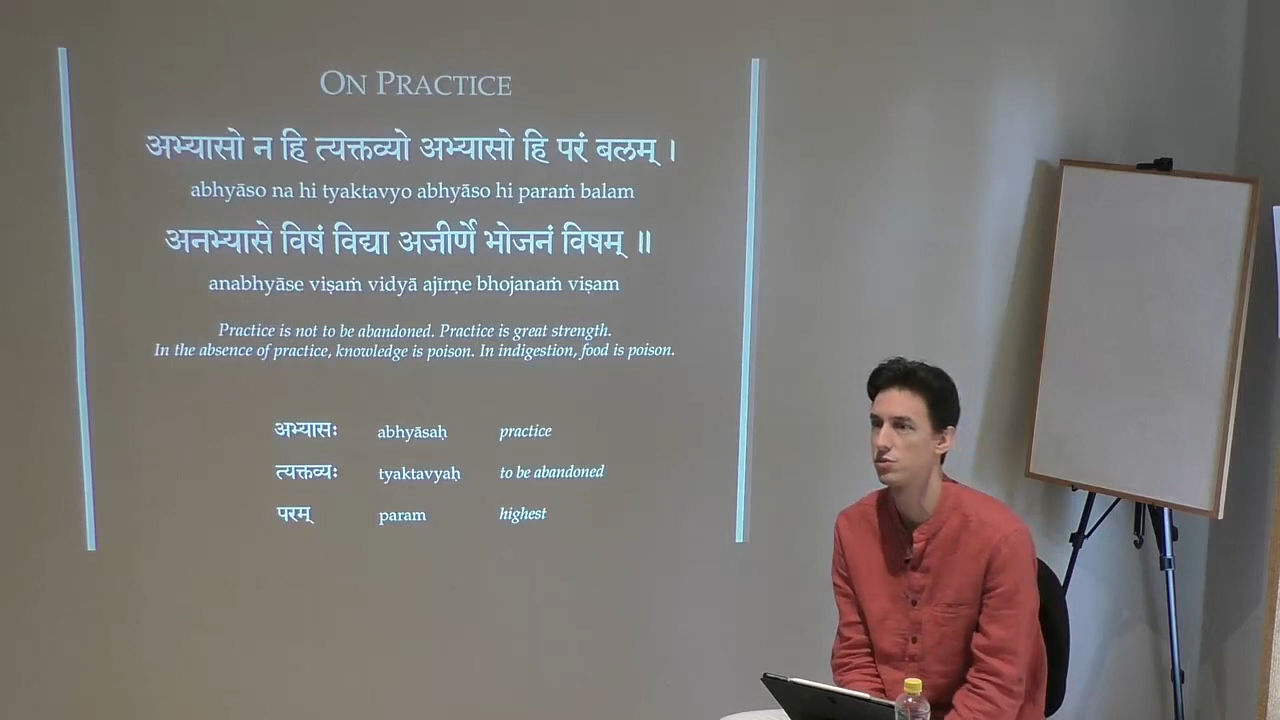 ON PRACTICE
अभ्यासो न हि त्यक्तव्यो अभ्यासो हि परं बलम् ।
abhyāso na hi tyaktavyo abhyāso hi paraṁ balam
अनभ्यासे विषं विद्या अजीर्णे भोजनं विषम् ॥
anabhyāse viṣaṁ vidyā ajīrṇe bhojanaṁ viṣam
Practice is not to be abandoned. Practice is great strength.
In the absence of practice, knowledge is poison. In indigestion, food is poison.
अभ्यासः abhyāsaḥ practice
त्यक्तव्यः tyaktavyaḥ to be abandoned
परम् param highest